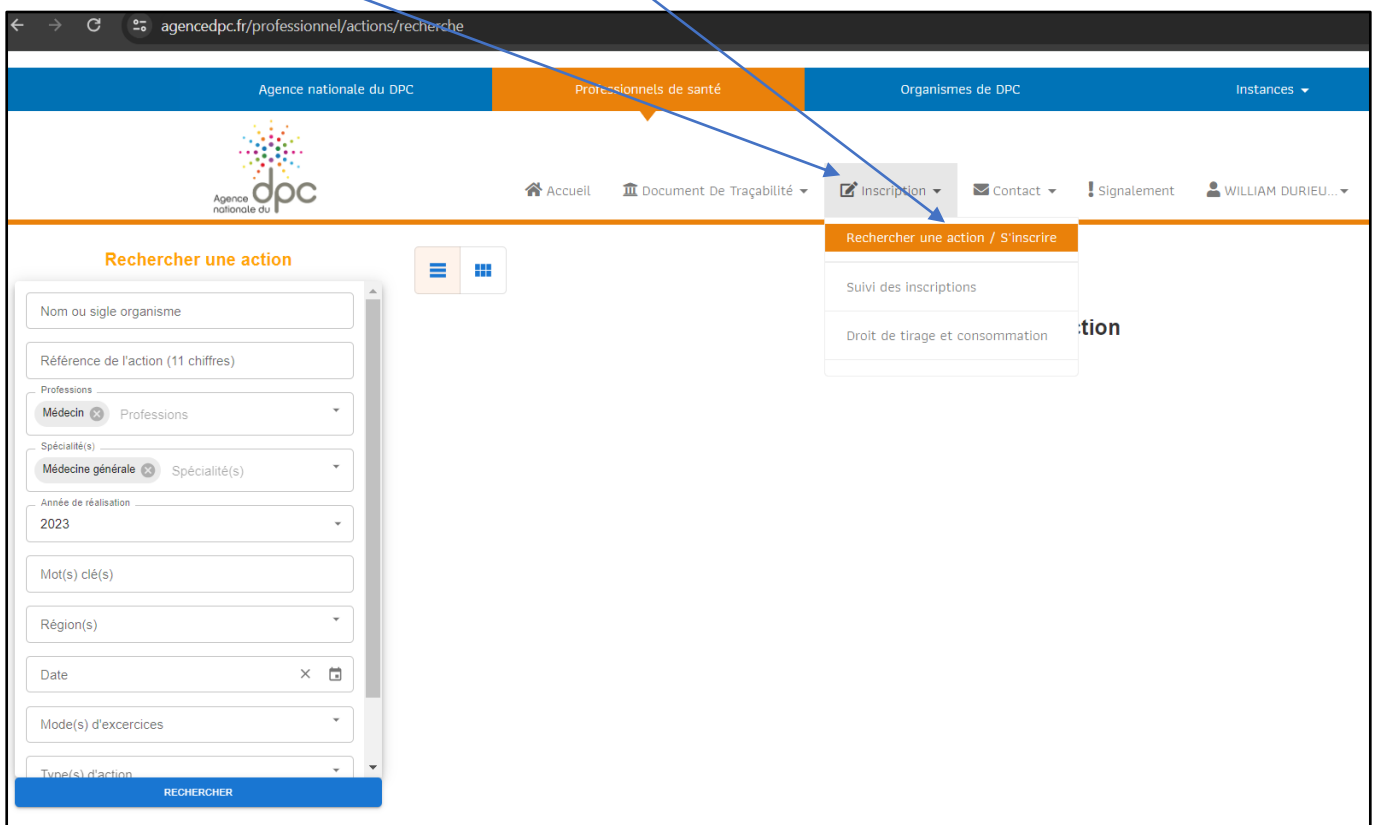 agencedpc.fr/professionnel/actions/recherche
Agence nationale du DPC
Professionnels de santé
Organismes de DPC
Instances
Agence
nationale du
dpc
Accueil
Document De Traçabilité
Inscription
Contact
Signalement
WILLIAM DURIEU...
Rechercher une action / S'inscrire
Suivi des inscriptions
Droit de tirage et consommation
Rechercher une action
Nom ou sigle organisme
Référence de l'action (11 chiffres)
Professions
Médecin Professions
Spécialité(s)
Médecine générale Spécialité(s)
Année de réalisation
2023
Mot(s) clé(s)
Région(s)
Date
Mode(s) d'excercices
Type(s) d'action
RECHERCHER
tion